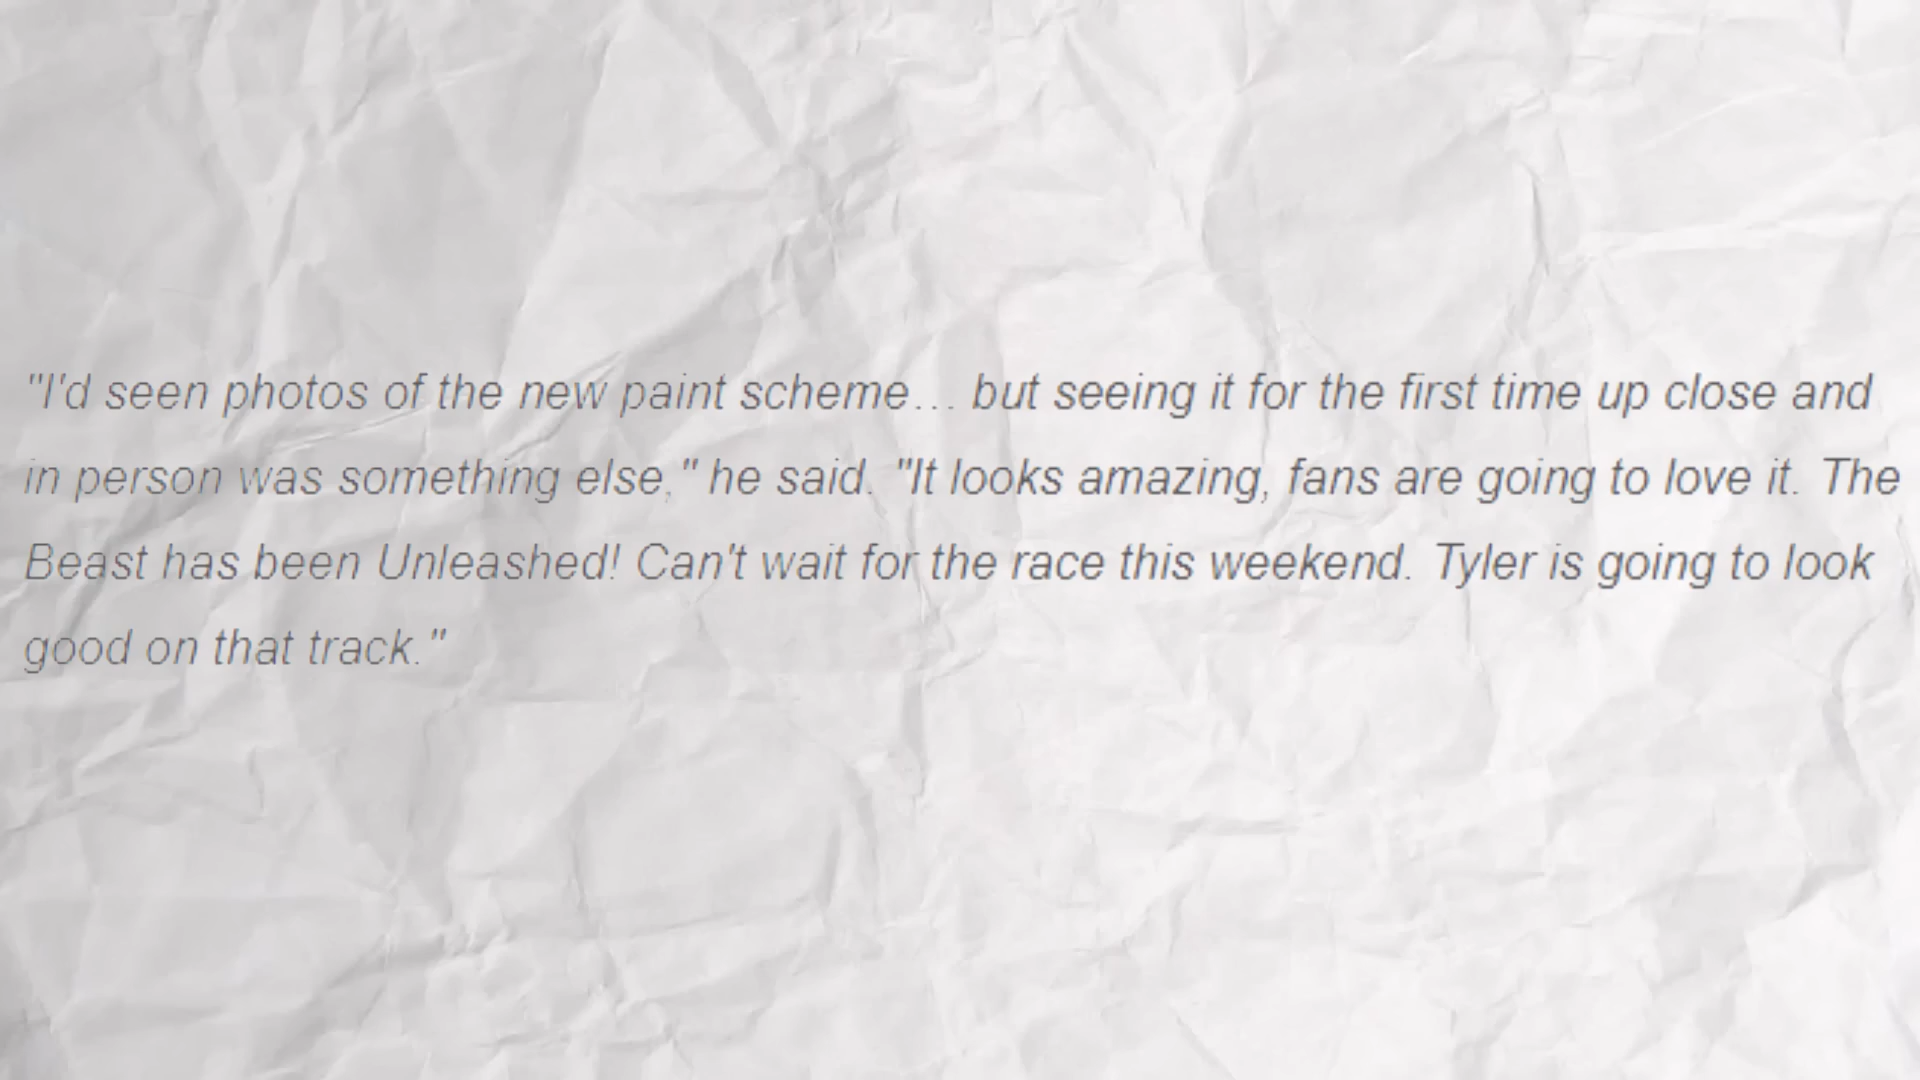 "I'd seen photos of the new paint scheme… but seeing it for the first time up close and
in person was something else," he said. "It looks amazing, fans are going to love it. The
Beast has been Unleashed! Can't wait for the race this weekend. Tyler is going to look
good on that track."